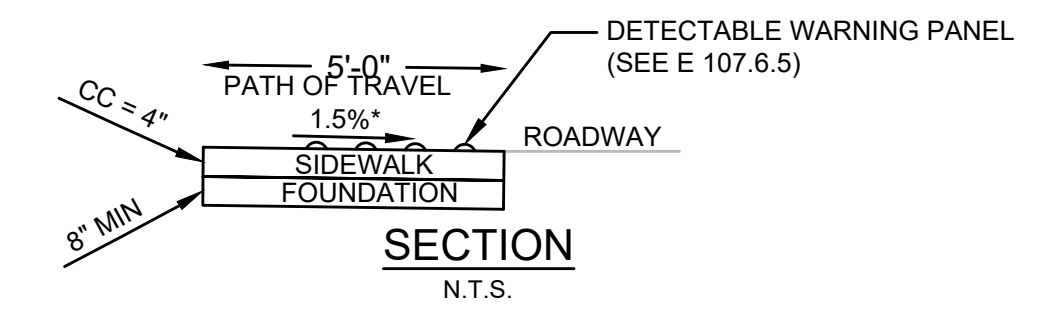 DETECTABLE WARNING PANEL
(SEE E 107.6.5)
5'-0"
PATH OF TRAVEL
CC = 4"
1.5%*
ROADWAY
SIDEWALK
FOUNDATION
8" MIN
SECTION
N.T.S.